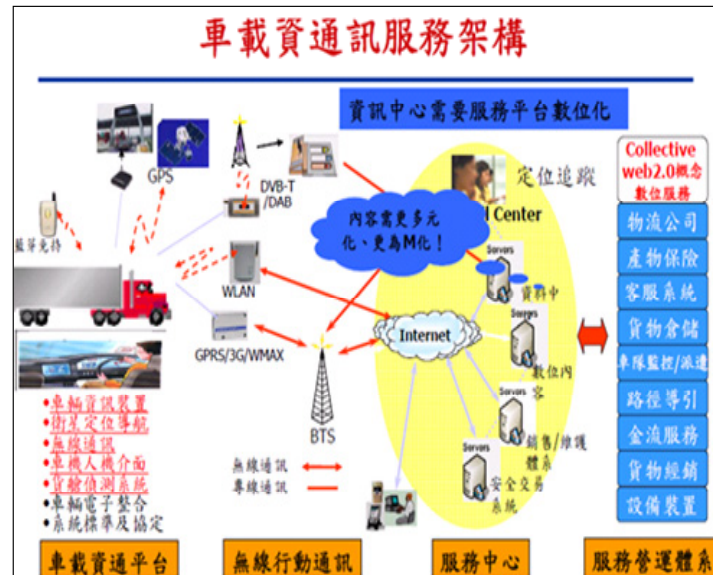 車載資通訊服務架構
資訊中心需要服務平台數位化
GPS
DVB-T
/DAB
藍芽免持
WLAN
GPRS/3G/WMAX
內容需更多元
化、更為M化！
定位追蹤
Center
Servers
資料中
Internet
Servers
數位內
容
Servers
銷售/維護
體系
Servers
安全交易
系統
BTS
無線通訊
專線通訊
•車輛資訊裝置
•衛星定位導航
•無線通訊
•車機人機介面
•貨艙偵測系統
•車輛電子整合
•系統標準及協定
Collective
web2.0概念
數位服務
物流公司
產物保險
客服系統
貨物倉儲
車隊監控/派遣
路徑導引
金流服務
貨物經銷
設備裝置
車載資通平台
無線行動通訊
服務中心
服務營運體系